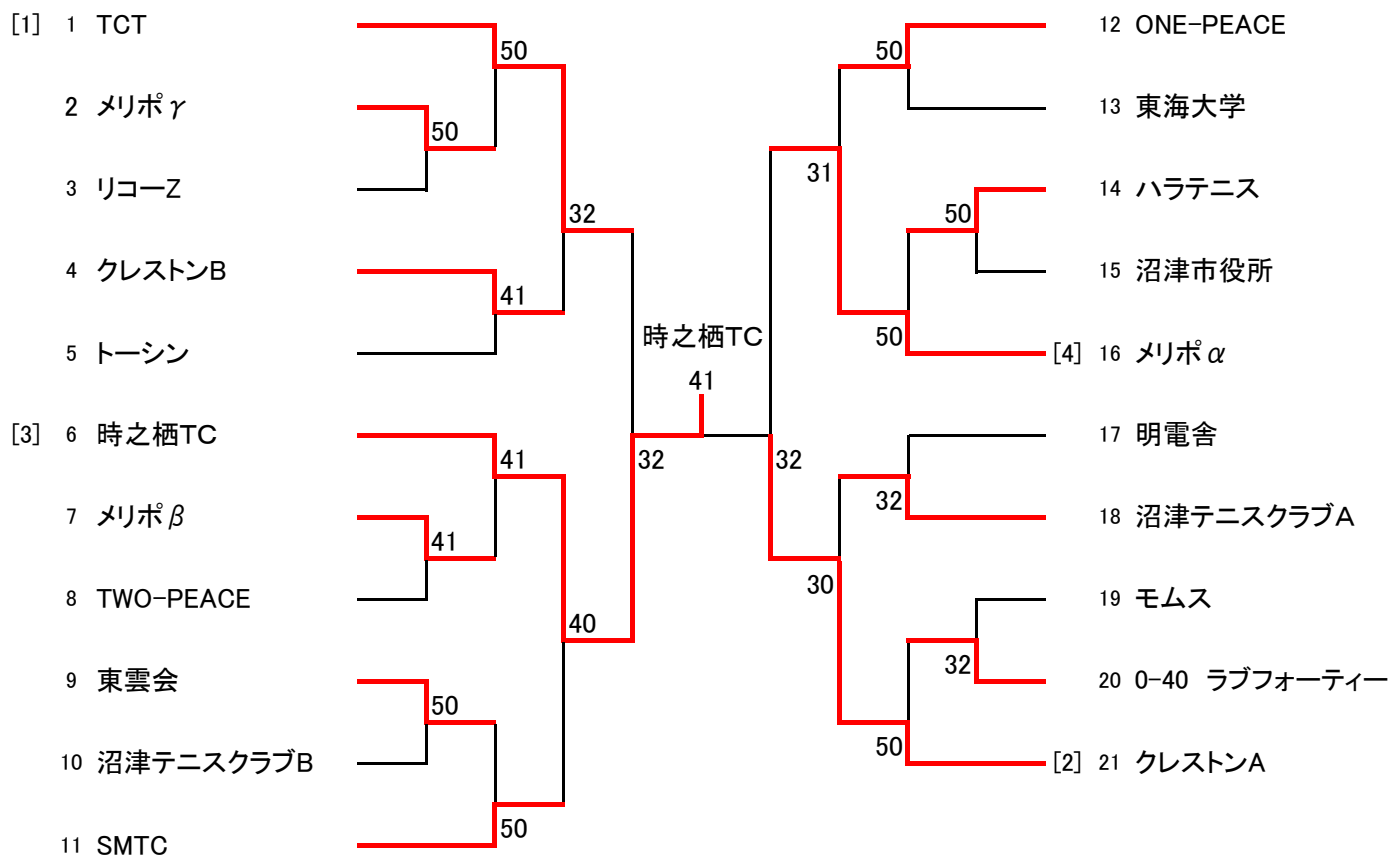 [1] 1 TCT
50
2 メリポγ
50
3 リコーZ
32
4 クレストンB
41
5 トーシン
[3] 6 時之栖TC
41
32
7 メリポβ
41
8 TWO-PEACE
40
9 東雲会
50
10 沼津テニスクラブB
50
11 SMTC
時之栖TC
41
12 ONE-PEACE
50
13 東海大学
31
14 ハラテニス
50
15 沼津市役所
50
[4] 16 メリポα
17 明電舎
32
32
18 沼津テニスクラブA
30
19 モムス
32
20 0-40 ラブフォーティー
50
[2] 21 クレストンA